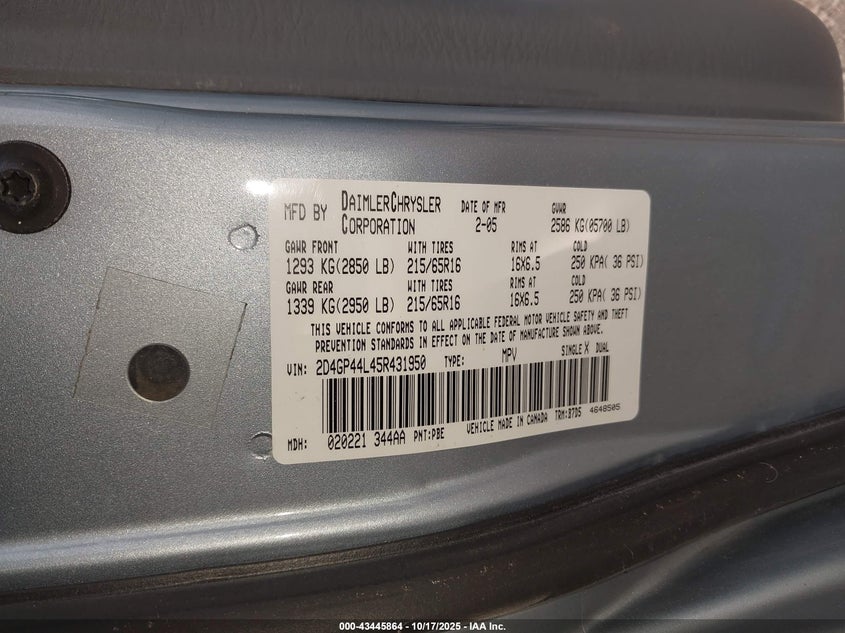 MFD BY DAIMLERCHRYSLER CORPORATION DATE OF MFR 2-05 GVWR 2586 KG(05700 LB)
GAWR FRONT WITH TIRES RIMS AT COLD
1293 KG(2850 LB) 215/65R16 16X6.5 250 KPA( 36 PSI)
GAWR REAR WITH TIRES RIMS AT COLD
1339 KG(2950 LB) 215/65R16 16X6.5 250 KPA( 36 PSI)
THIS VEHICLE CONFORMS TO ALL APPLICABLE FEDERAL MOTOR VEHICLE SAFETY AND THEFT
PREVENTION STANDARDS IN EFFECT ON THE DATE OF MANUFACTURE SHOWN ABOVE.
VIN: 2D4GP44L45R431950 TYPE: MPV SINGLE X DUAL
MDH: 020221 344AA PNT:PBE VEHICLE MADE IN CANADA TRM:B7D5 4648505
000-43445864 - 10/17/2025 - IAA Inc.